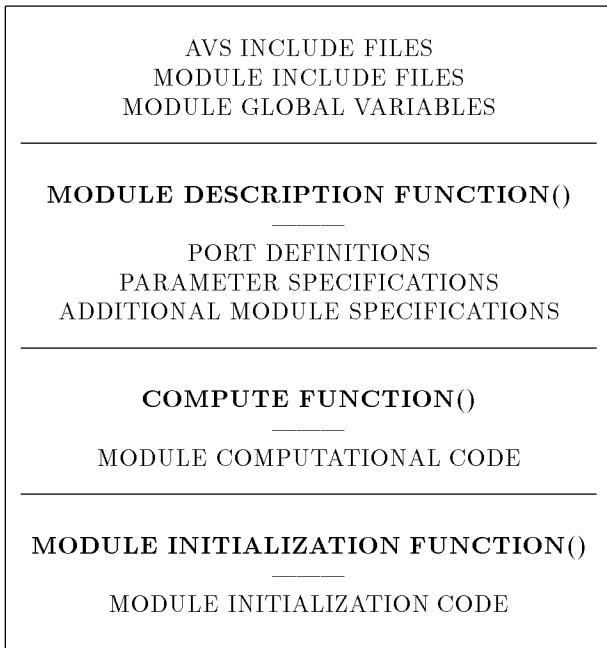 AVS INCLUDE FILES
MODULE INCLUDE FILES
MODULE GLOBAL VARIABLES
MODULE DESCRIPTION FUNCTION()
PORT DEFINITIONS
PARAMETER SPECIFICATIONS
ADDITIONAL MODULE SPECIFICATIONS
COMPUTE FUNCTION()
MODULE COMPUTATIONAL CODE
MODULE INITIALIZATION FUNCTION()
MODULE INITIALIZATION CODE